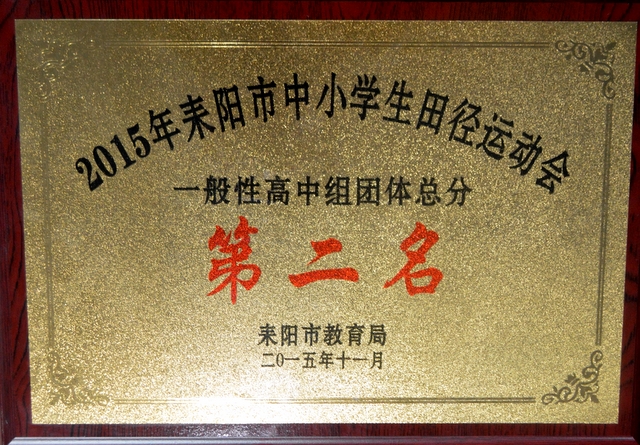 2015年耒阳市中小学生田径运动会
一般性高中组团体总分
第二名
耒阳市教育局
二○一五年十一月